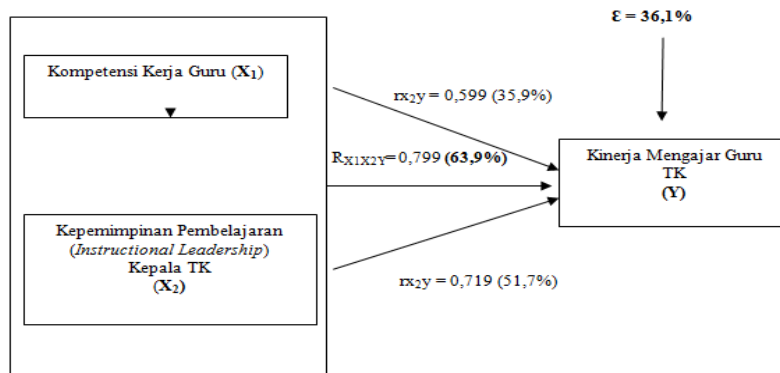 Ɛ = 36,1%
Kompetensi Kerja Guru (X₁)
rx₂y = 0,599 (35,9%)
R_X1X2Y = 0,799 (63,9%)
Kinerja Mengajar Guru
TK
(Y)
Kepemimpinan Pembelajaran
(Instructional Leadership)
Kepala TK
(X₂)
rx₂y = 0,719 (51,7%)